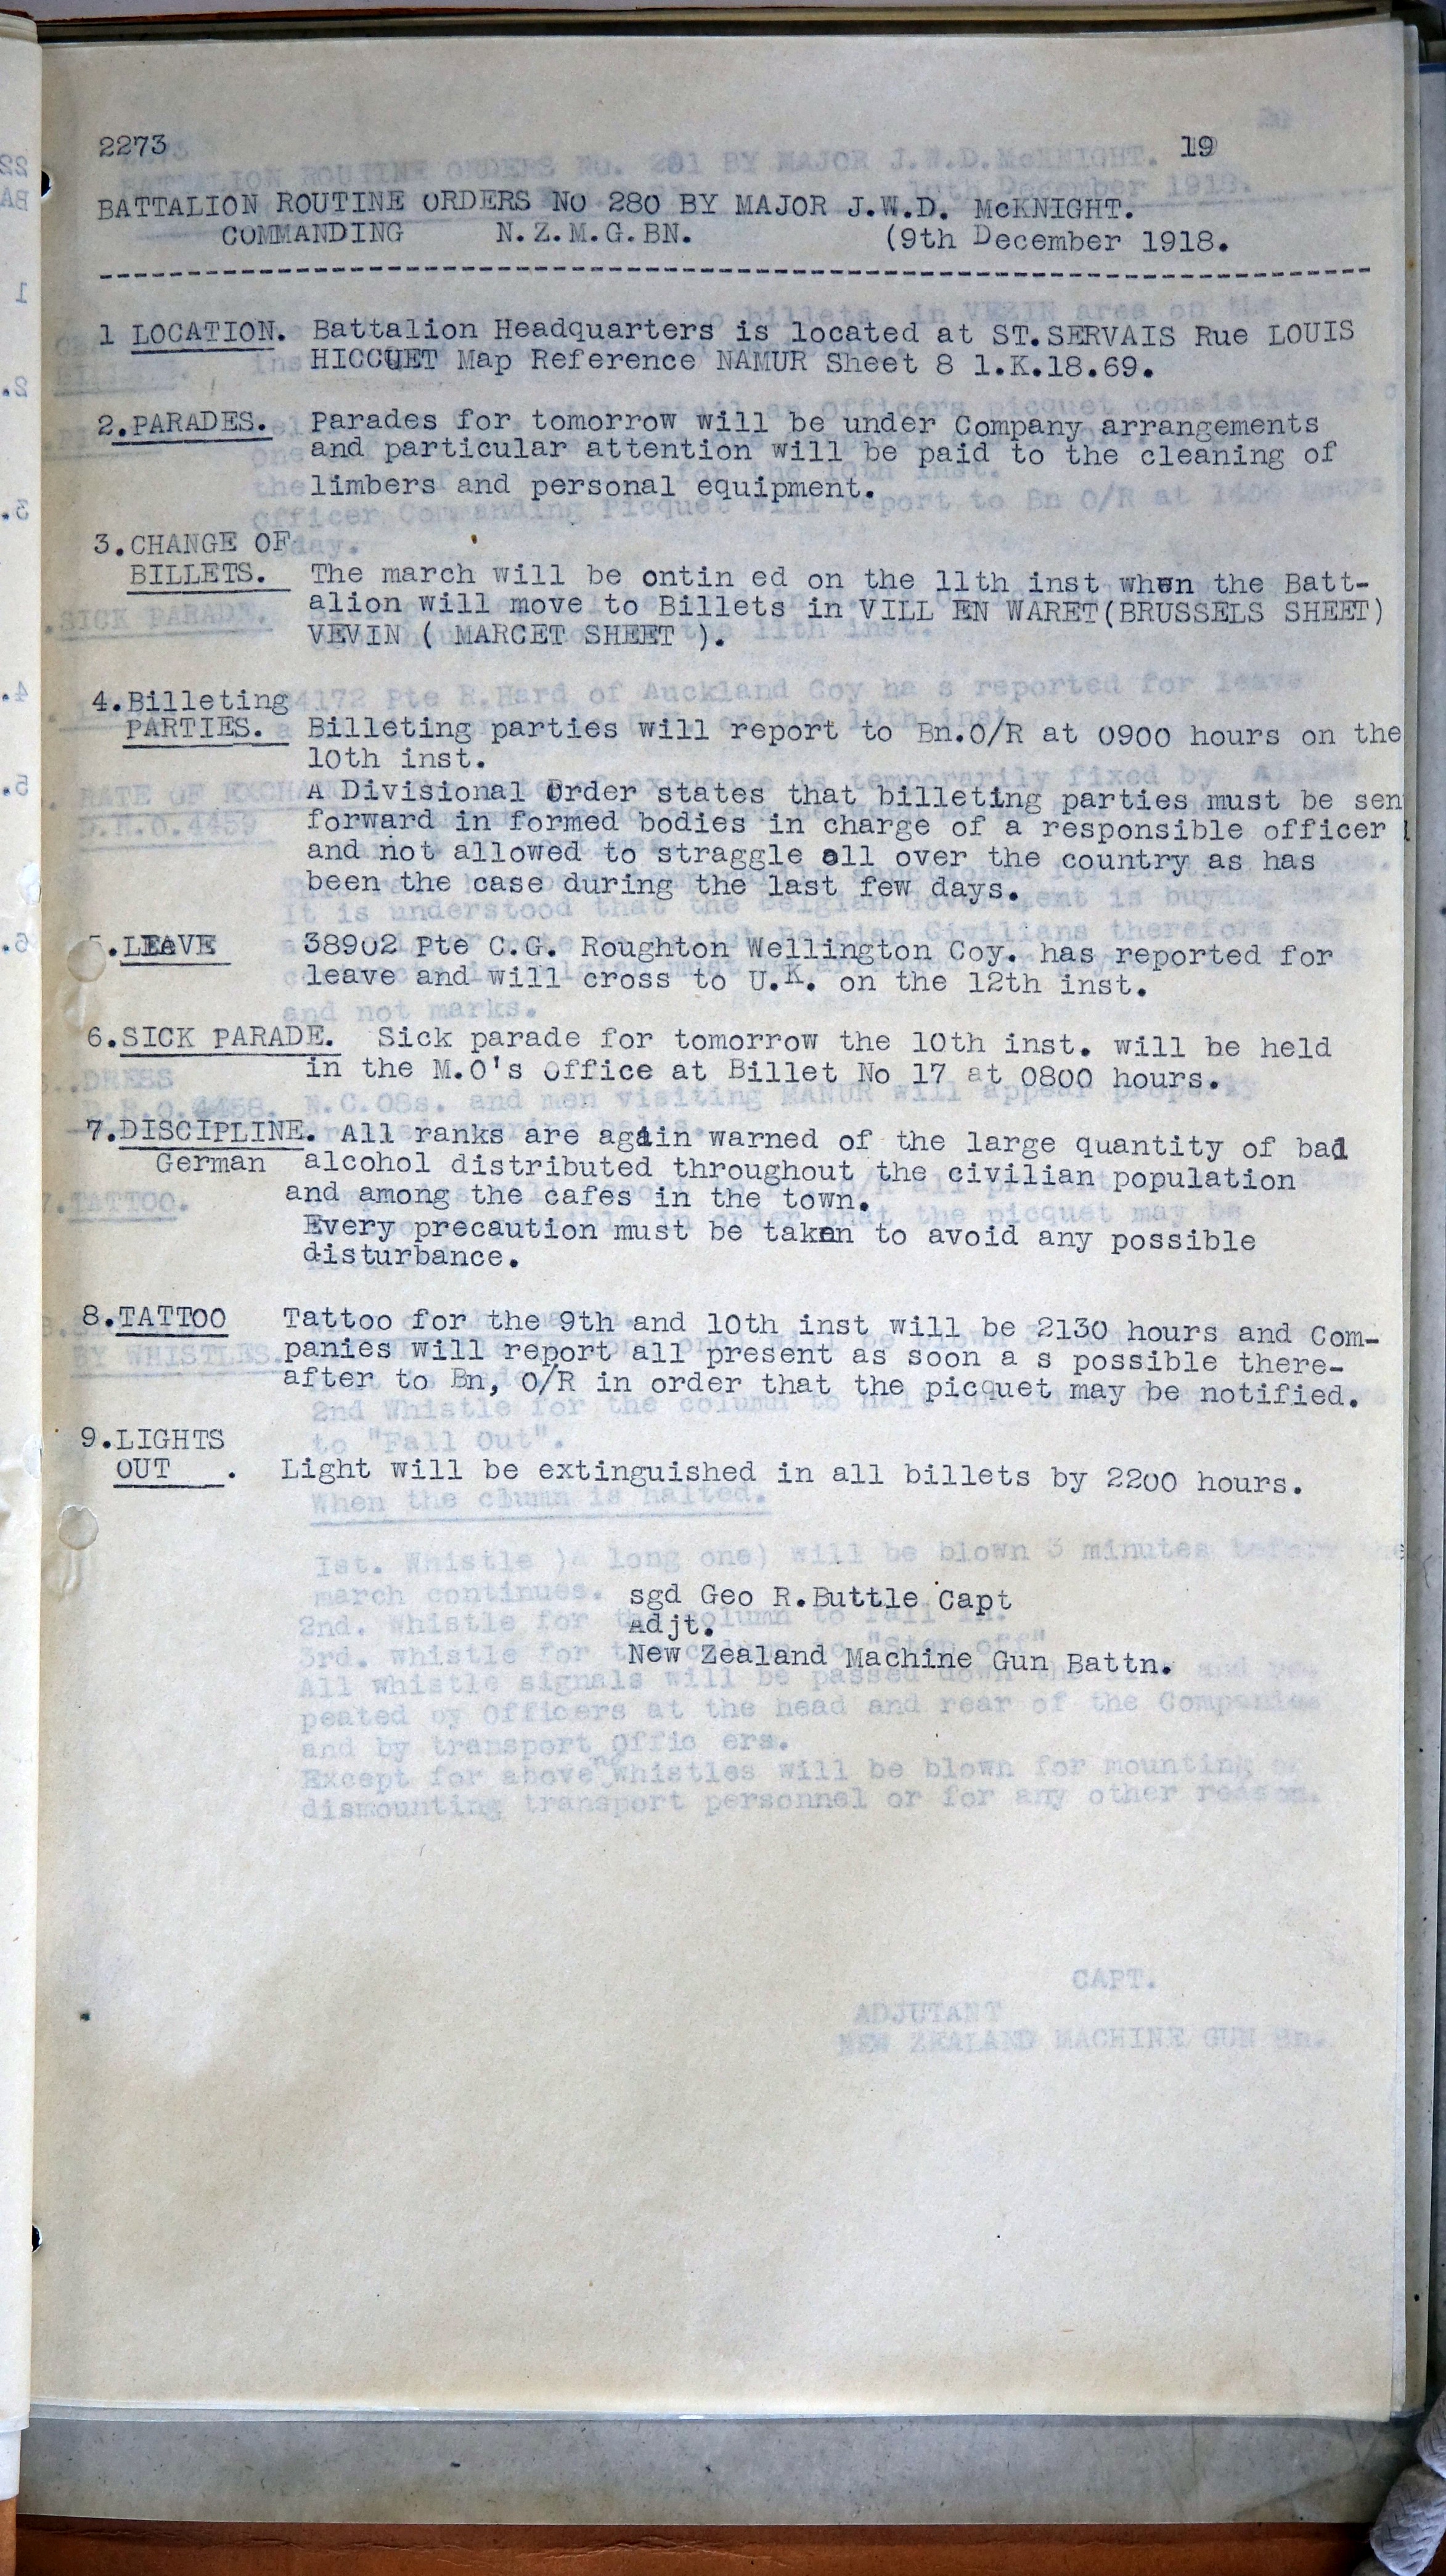 2273 19
BATTALION ROUTINE ORDERS No 280 BY MAJOR J.W.D. McKNIGHT.
COMMANDING N.Z.M.G.BN. (9th December 1918.
1 LOCATION. Battalion Headquarters is located at ST.SERVAIS Rue LOUIS
HICCUET Map Reference NAMUR Sheet 8 1.K.18.69.
2.PARADES. Parades for tomorrow will be under Company arrangements
and particular attention will be paid to the cleaning of
limbers and personal equipment.
3.CHANGE OF
BILLETS. The march will be ontin ed on the 11th inst when the Batt-
alion will move to Billets in VILL EN WARET(BRUSSELS SHEET)
VEVIN ( MARCET SHEET ).
4.Billeting
PARTIES. Billeting parties will report to Bn.O/R at 0900 hours on the
10th inst.
A Divisional Order states that billeting parties must be sen
forward in formed bodies in charge of a responsible officer
and not allowed to straggle all over the country as has
been the case during the last few days.
5.LEAVE 38902 Pte C.G. Roughton Wellington Coy. has reported for
leave and will cross to U.K. on the 12th inst.
6.SICK PARADE. Sick parade for tomorrow the 10th inst. will be held
in the M.O's Office at Billet No 17 at 0800 hours.
7.DISCIPLINE. All ranks are again warned of the large quantity of bad
German alcohol distributed throughout the civilian population
and among the cafes in the town.
Every precaution must be taken to avoid any possible
disturbance.
8.TATTOO Tattoo for the 9th and 10th inst will be 2130 hours and Com-
panies will report all present as soon a s possible there-
after to Bn, O/R in order that the picquet may be notified.
9.LIGHTS
OUT . Light will be extinguished in all billets by 2200 hours.
sgd Geo R.Buttle Capt
Adjt.
New Zealand Machine Gun Battn.